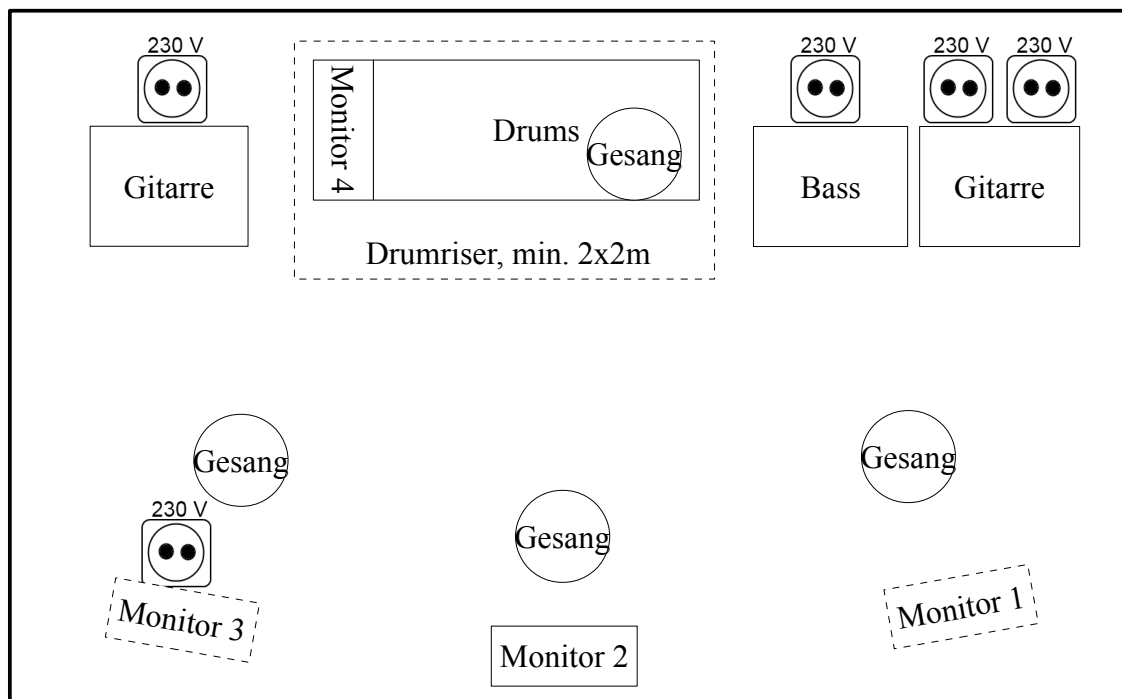 230 V
230 V
230 V
230 V
Monitor 4
Drums
Gesang
Gitarre
Bass
Gitarre
Drumriser, min. 2x2m
Gesang
Gesang
230 V
Gesang
Monitor 3
Monitor 1
Monitor 2